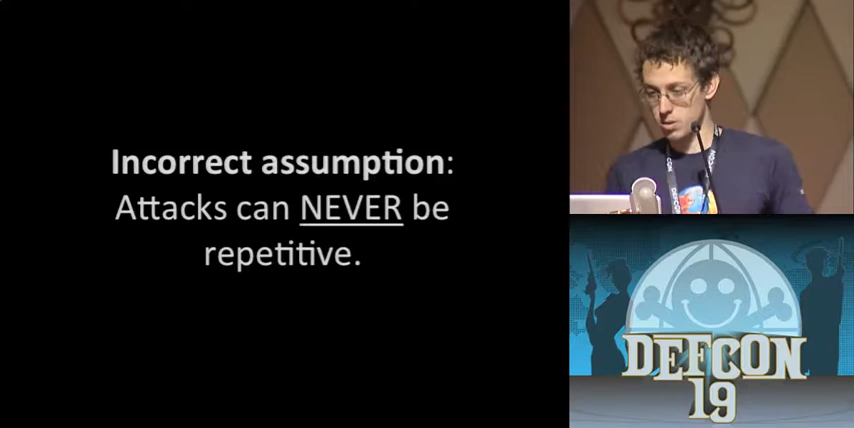 Incorrect assumption:
Attacks can NEVER be
repetitive.
DEFCON
19